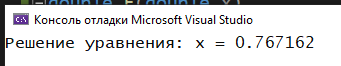 Консоль отладки Microsoft Visual Studio
Решение уравнения: x = 0.767162